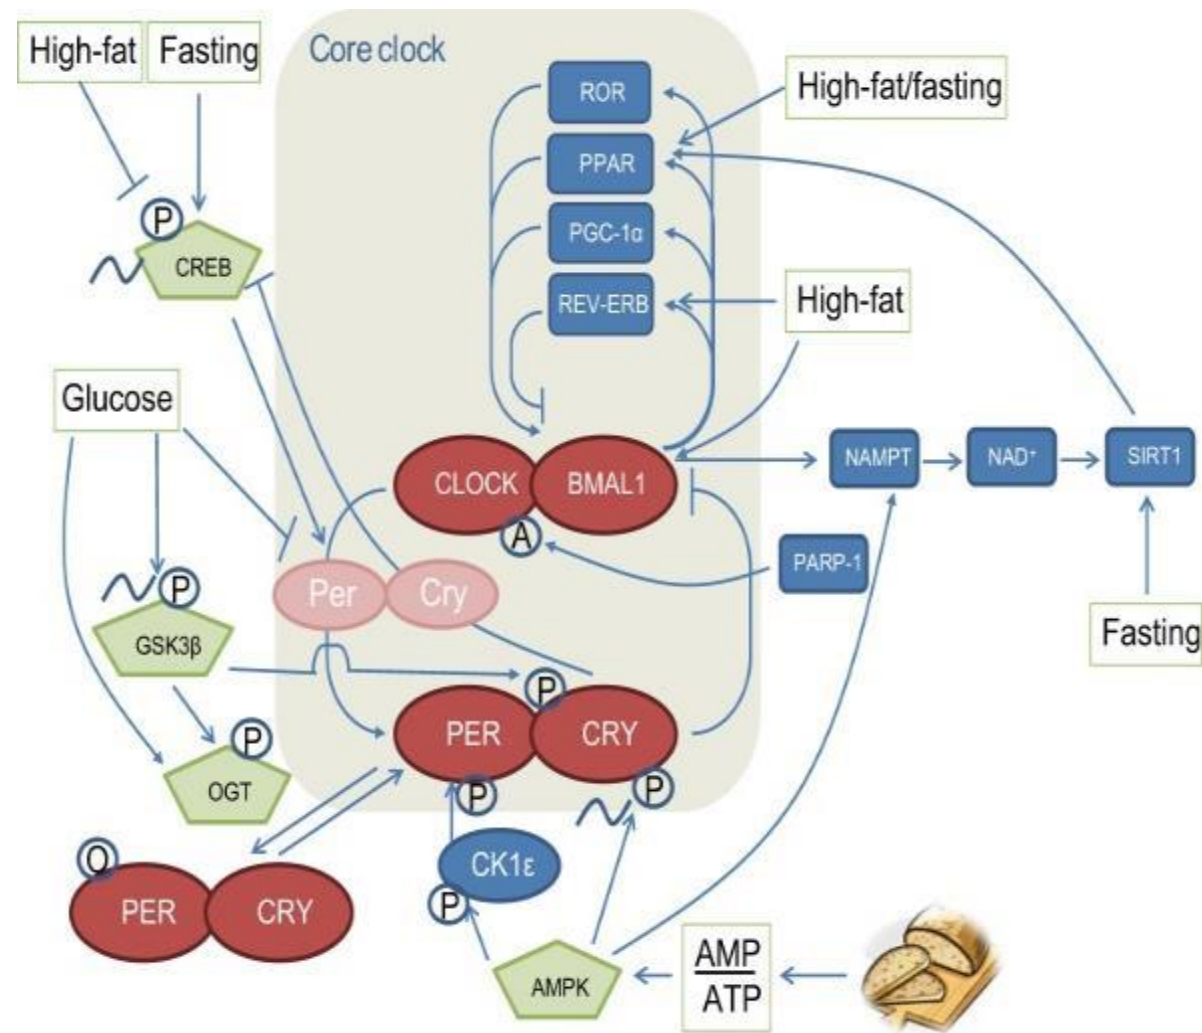 High-fat
Fasting
Core clock
ROR
High-fat/fasting
PPAR
P
PGC-1α
CREB
REV-ERB
High-fat
Glucose
CLOCK
BMAL1
NAMPT
NAD⁺
SIRT1
A
PARP-1
P
Per
Cry
GSK3β
Fasting
P
P
PER
CRY
OGT
P
P
O
CK1ε
PER
CRY
P
AMP
ATP
AMPK